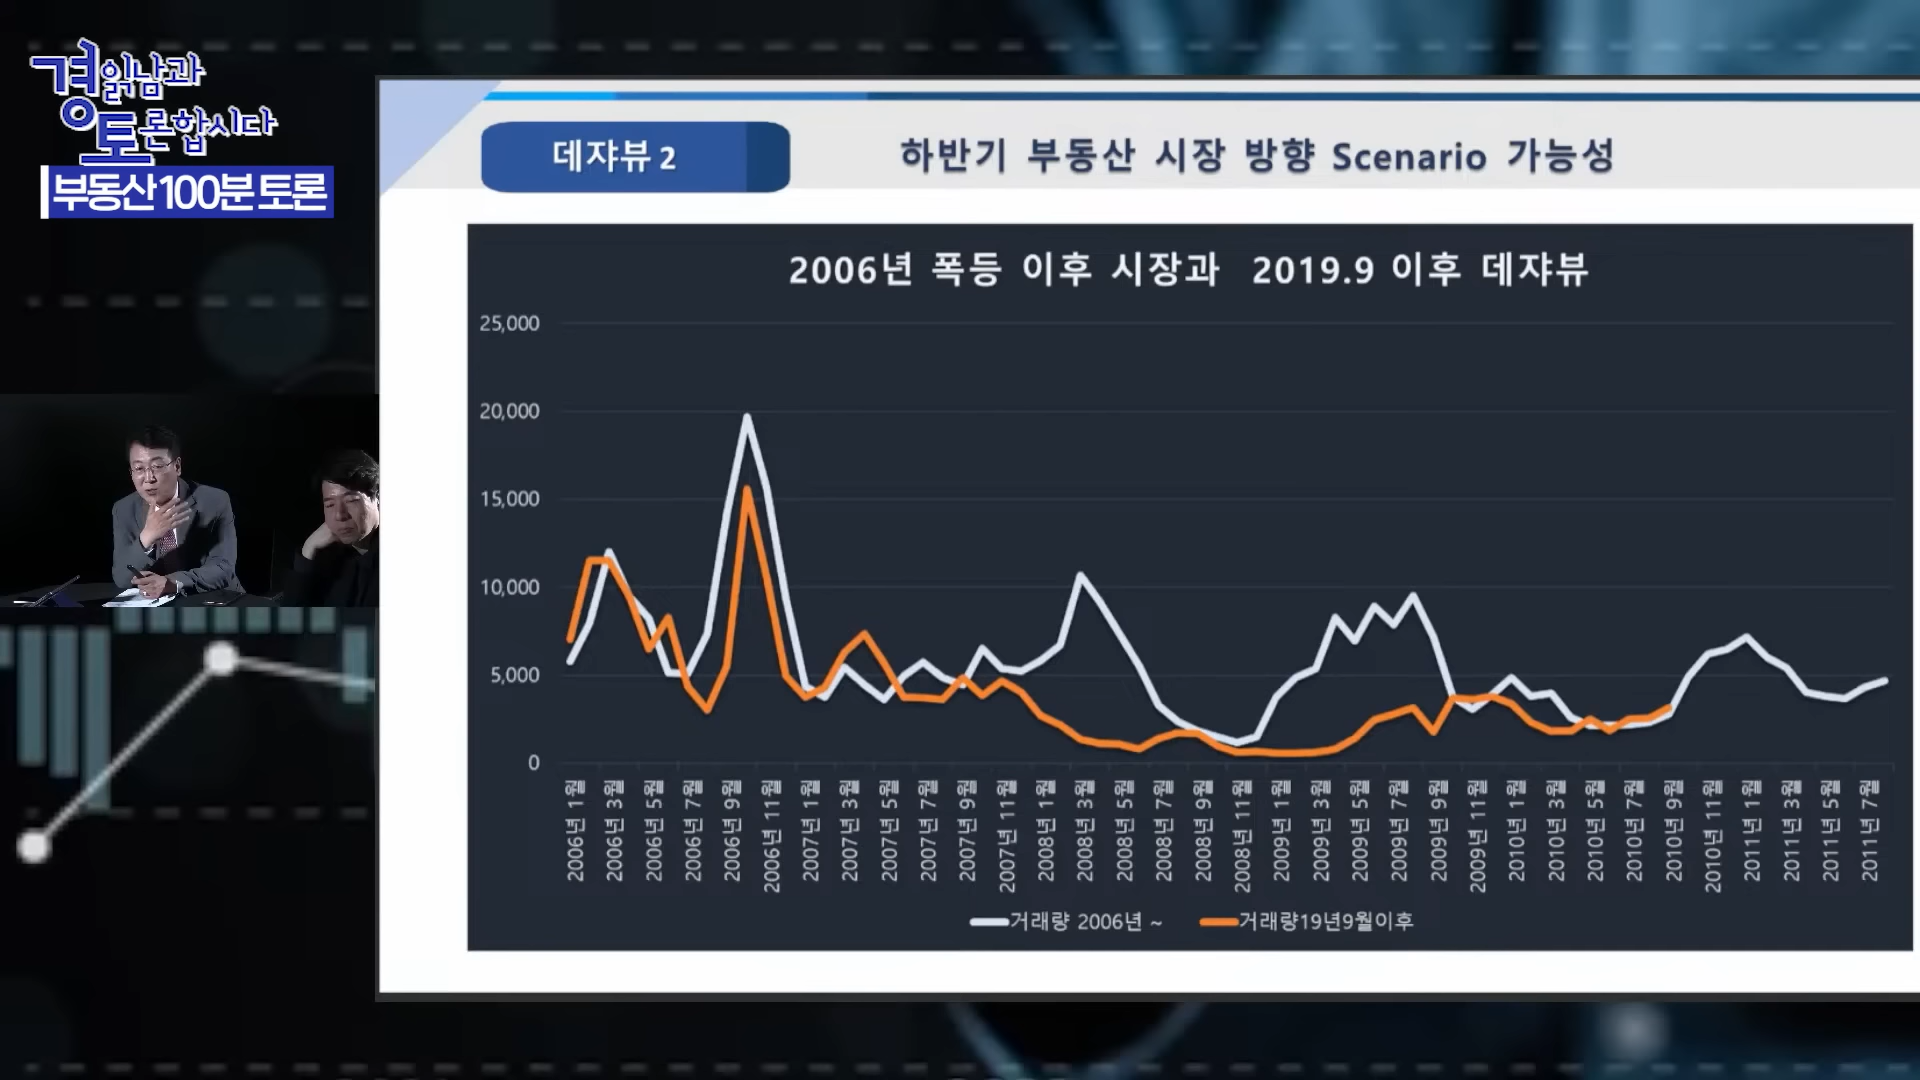 경읽남과
토론합시다
부동산100분토론
데쟈뷰2
하반기 부동산 시장 방향 Scenario 가능성
2006년 폭등 이후 시장과 2019.9 이후 데쟈뷰
25,000
20,000
15,000
10,000
5,000
0
2006년 1월
2006년 3월
2006년 5월
2006년 7월
2006년 9월
2006년 11월
2007년 1월
2007년 3월
2007년 5월
2007년 7월
2007년 9월
2007년 11월
2008년 1월
2008년 3월
2008년 5월
2008년 7월
2008년 9월
2008년 11월
2009년 1월
2009년 3월
2009년 5월
2009년 7월
2009년 9월
2009년 11월
2010년 1월
2010년 3월
2010년 5월
2010년 7월
2010년 9월
2010년 11월
2011년 1월
2011년 3월
2011년 5월
2011년 7월
거래량 2006년 ~
거래량19년9월이후